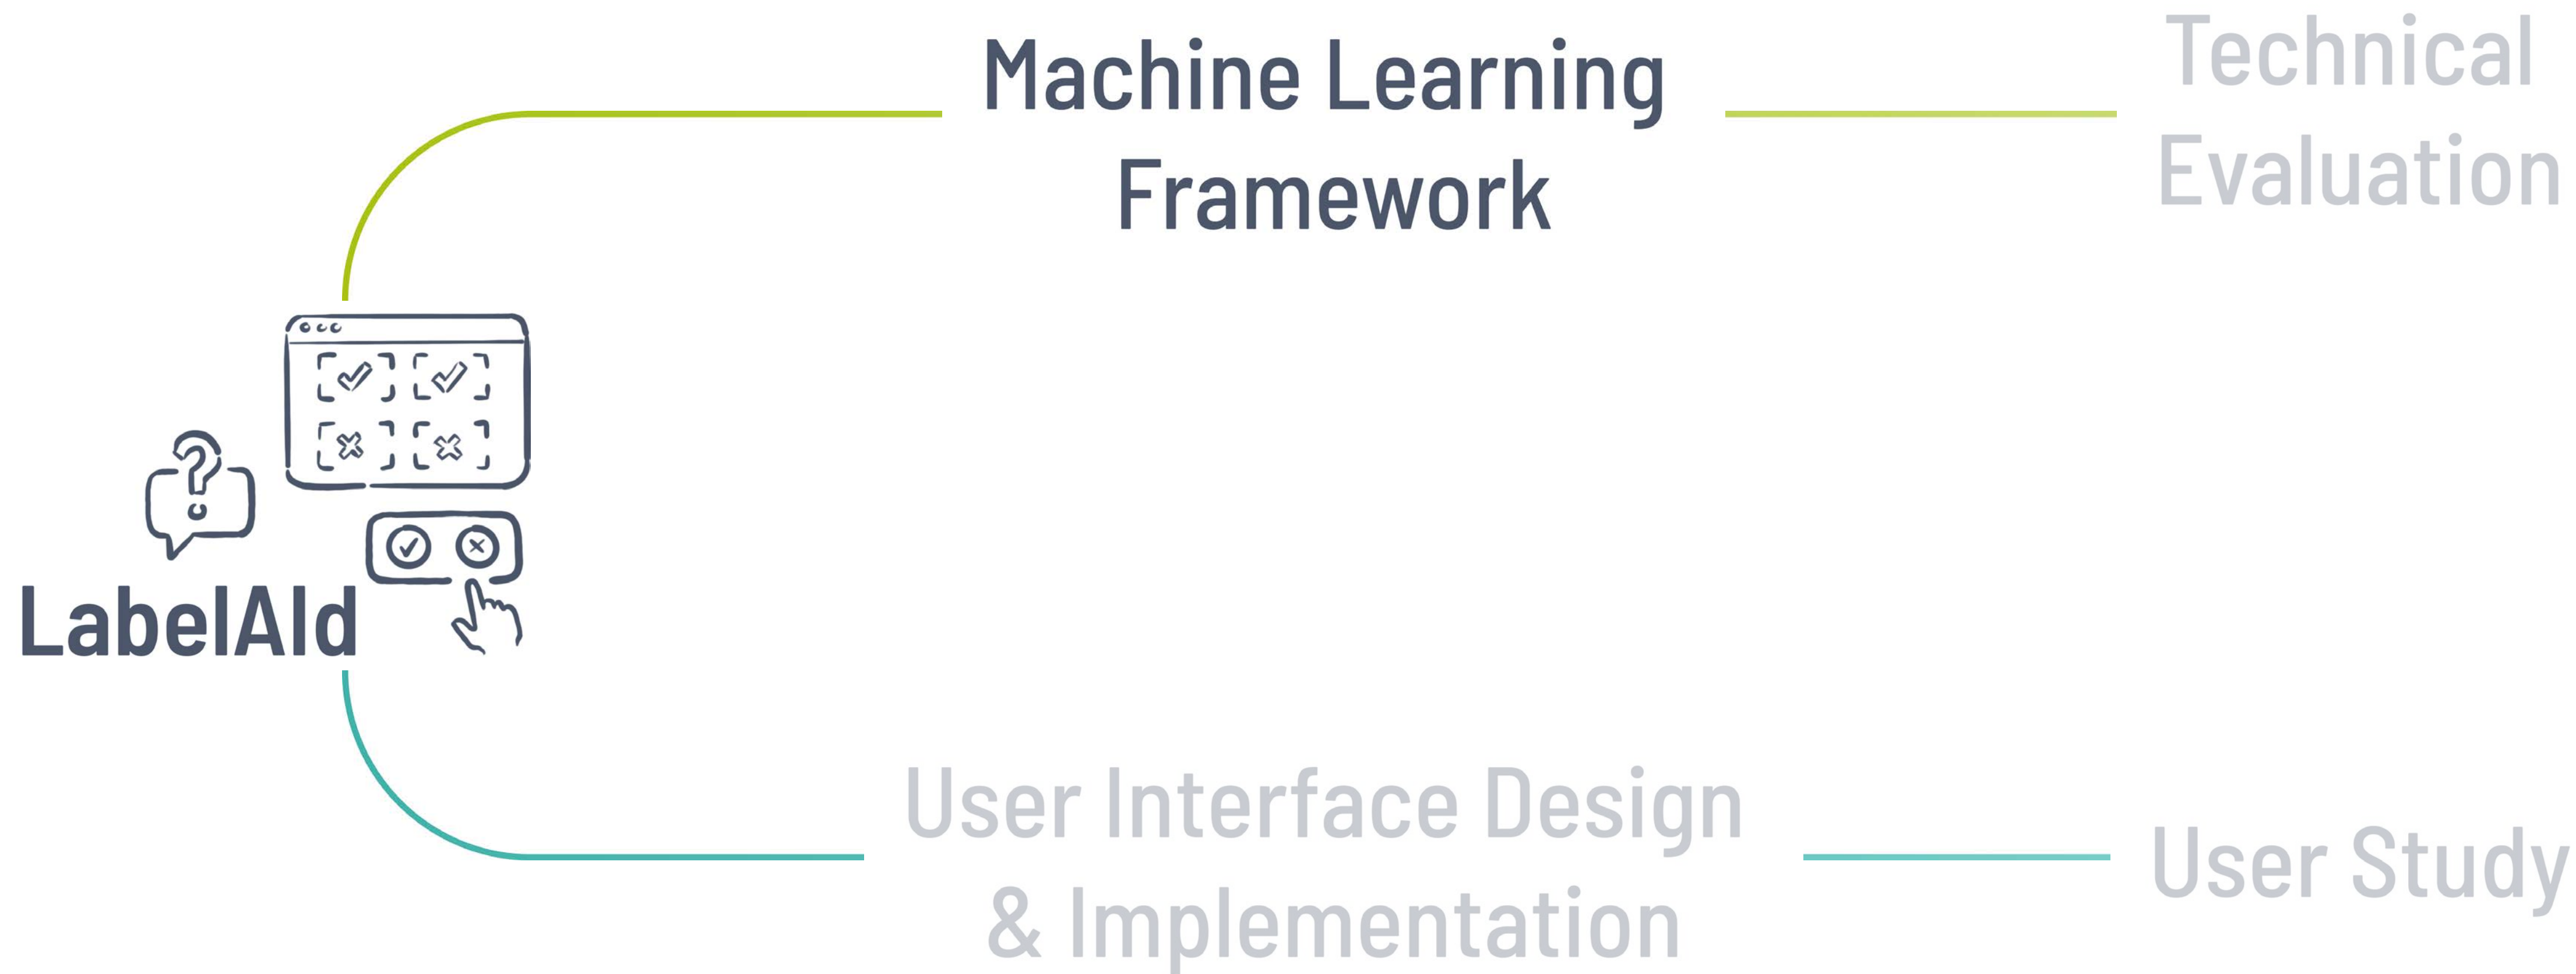 Machine Learning
Framework
Technical
Evaluation
LabelAId
User Interface Design
& Implementation
User Study